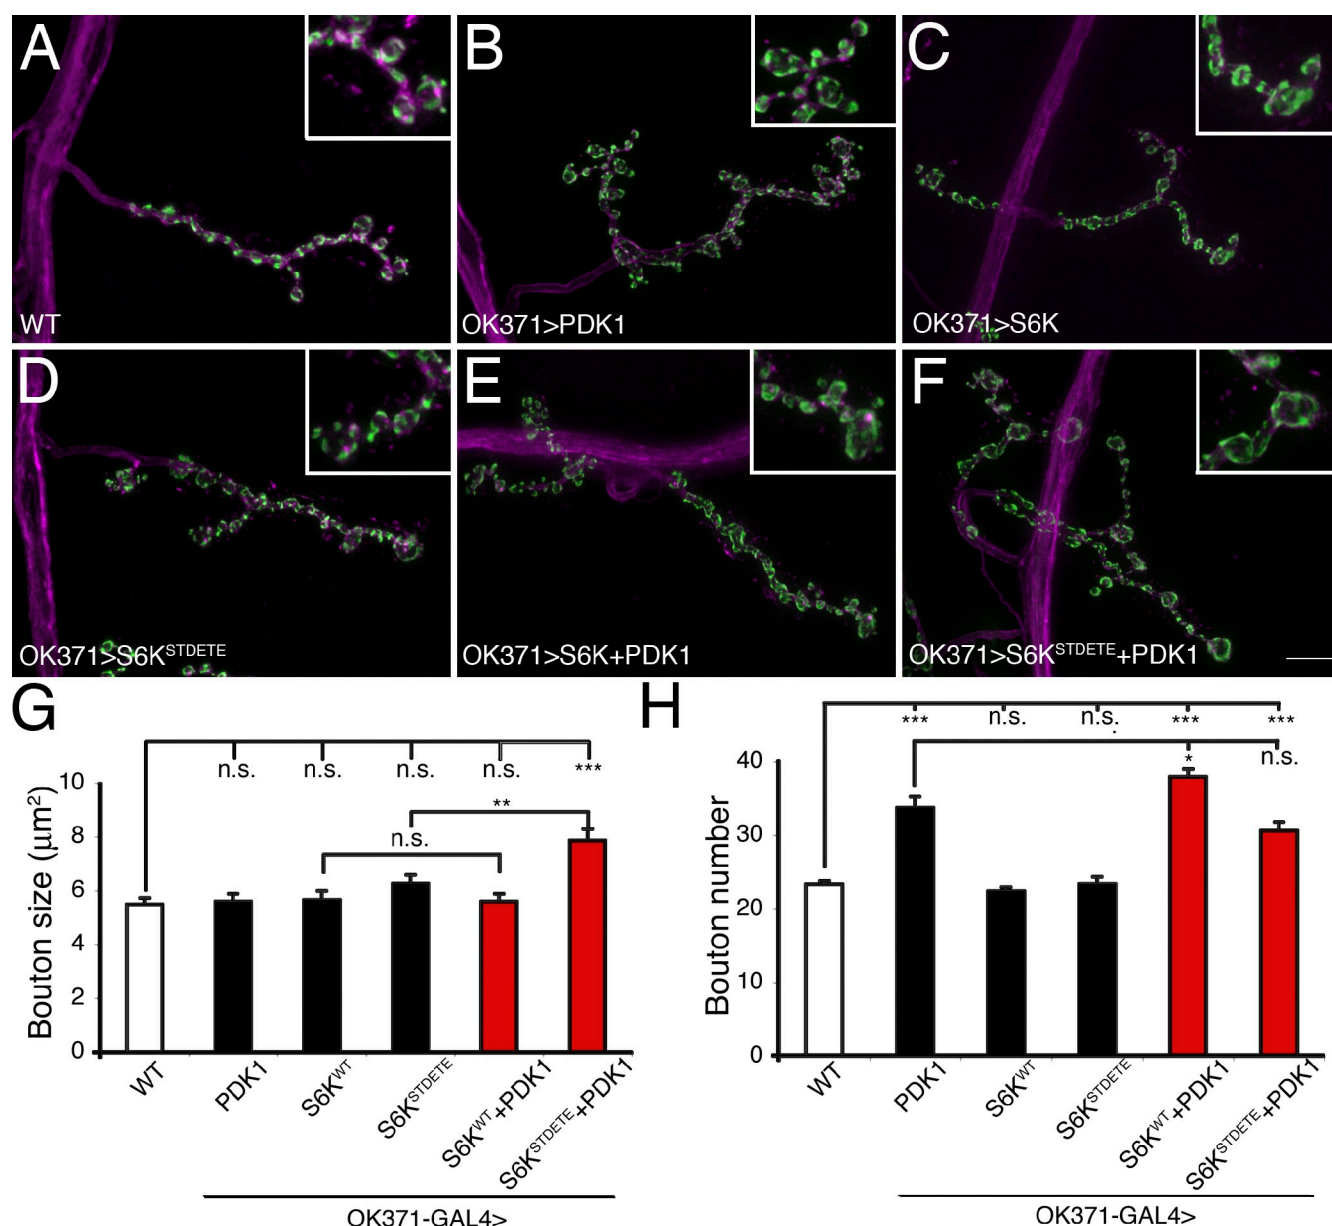 A
WT
B
OK371>PDK1
C
OK371>S6K
D
OK371>S6KSTDETE
E
OK371>S6K+PDK1
F
OK371>S6KSTDETE+PDK1
G
n.s. n.s. n.s. n.s. ***
**
n.s.
Bouton size (μm2)
10
8
6
4
2
0
WT
PDK1
S6KWT
S6KSTDETE
S6KWT+PDK1
S6KSTDETE+PDK1
OK371-GAL4>
H
*** n.s. n.s. *** ***
* n.s.
Bouton number
40
30
20
10
0
WT
PDK1
S6KWT
S6KSTDETE
S6KWT+PDK1
S6KSTDETE+PDK1
OK371-GAL4>